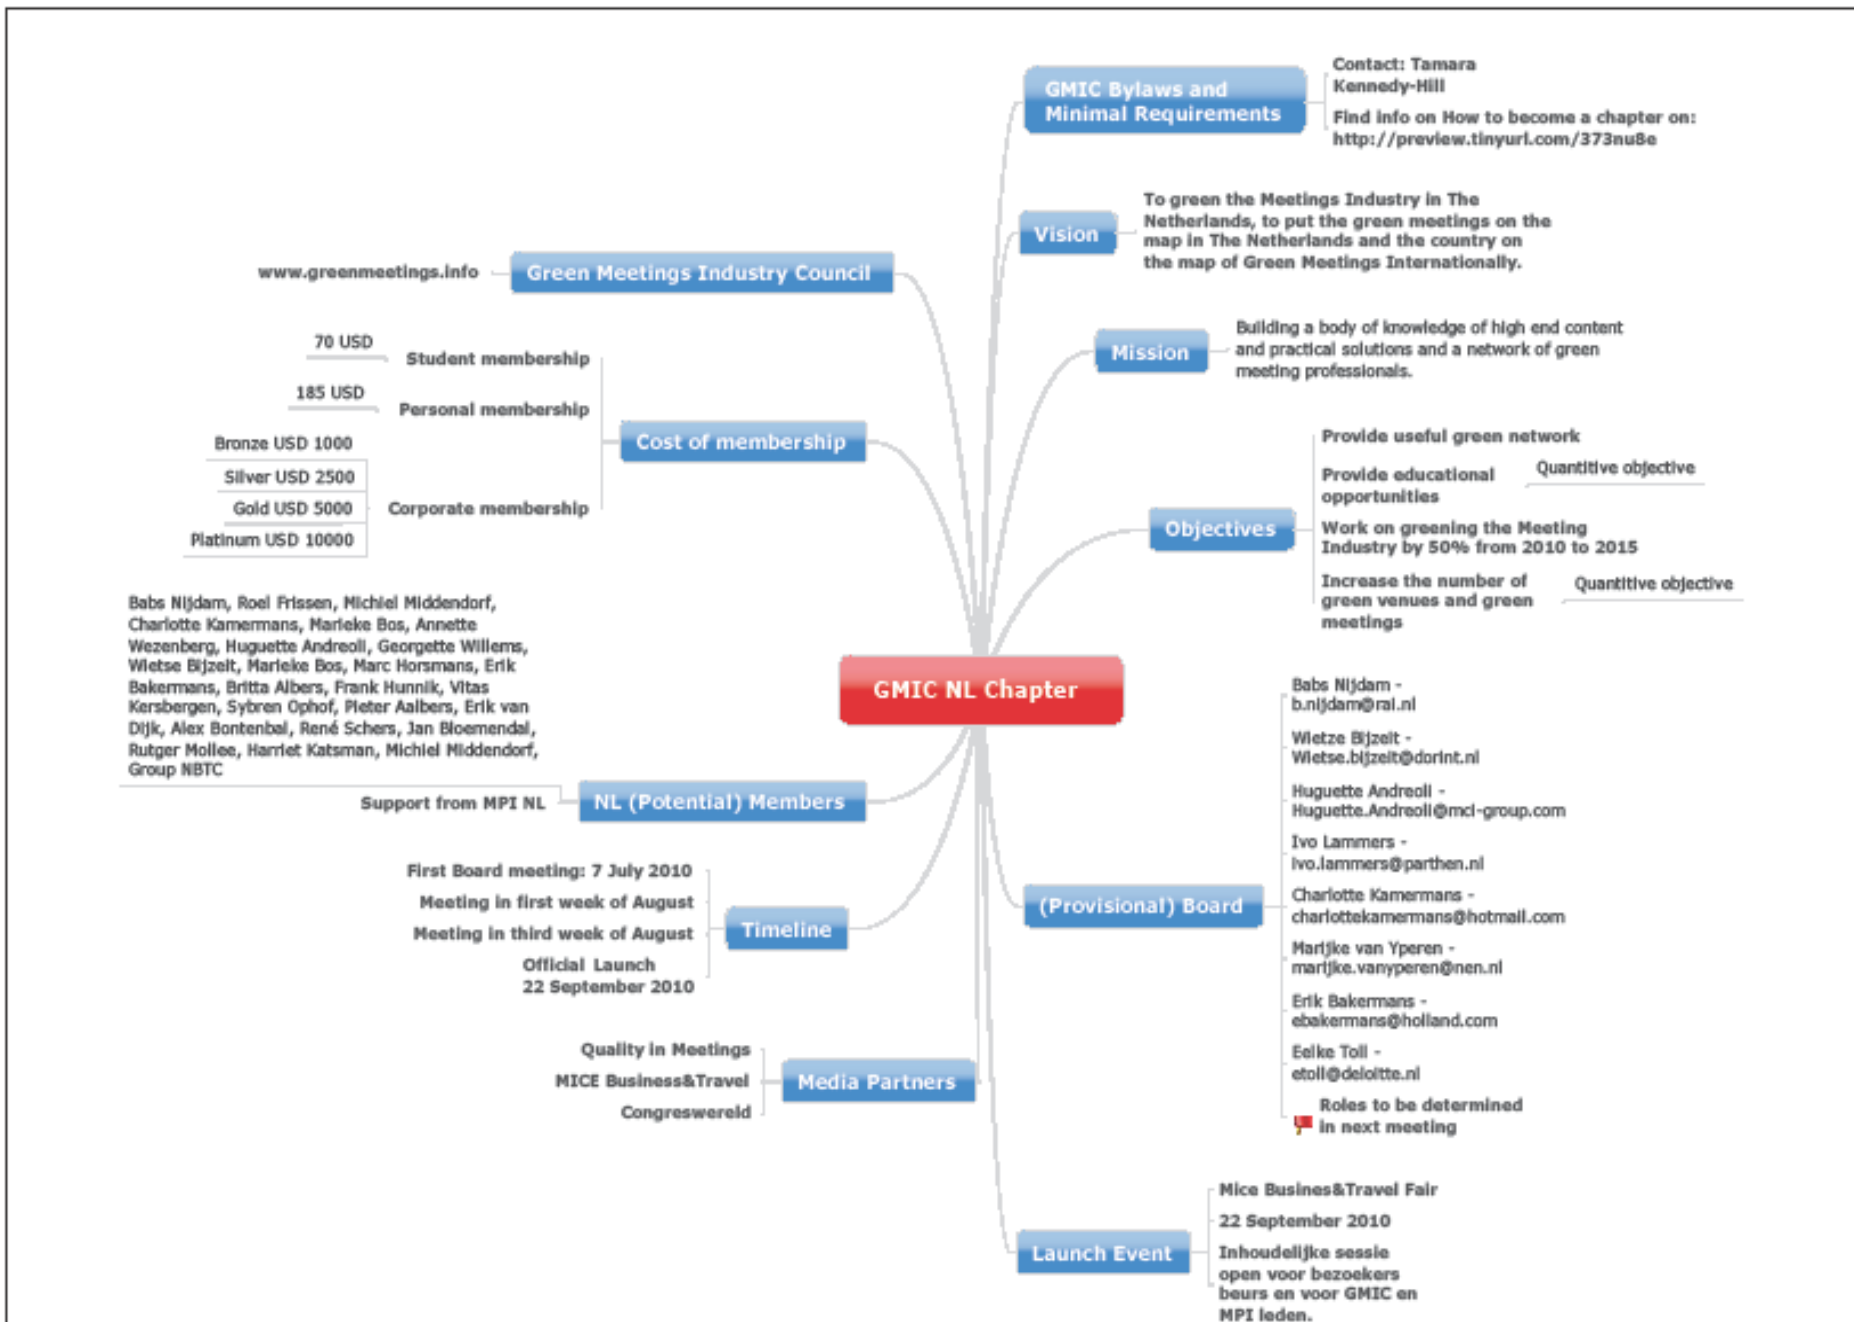 GMIC NL Chapter
GMIC Bylaws and
Minimal Requirements
Contact: Tamara
Kennedy-Hill
Find info on How to become a chapter on:
http://preview.tinyurl.com/373nu8e
Vision
To green the Meetings Industry in The
Netherlands, to put the green meetings on the
map in The Netherlands and the country on
the map of Green Meetings Internationally.
Mission
Building a body of knowledge of high end content
and practical solutions and a network of green
meeting professionals.
Objectives
Provide useful green network
Provide educational
opportunities
Quantitive objective
Work on greening the Meeting
Industry by 50% from 2010 to 2015
Increase the number of
green venues and green
meetings
Quantitive objective
(Provisional) Board
Babs Nijdam -
b.nijdam@rai.nl
Wietze Bijzelt -
Wietse.bijzelt@dorint.nl
Huguette Andreoli -
Huguette.Andreoli@mci-group.com
Ivo Lammers -
ivo.lammers@parthen.nl
Charlotte Kamermans -
charlottekamermans@hotmail.com
Marijke van Yperen -
marijke.vanyperen@nen.nl
Erik Bakermans -
ebakermans@holland.com
Eelke Toll -
etoll@deloitte.nl
Roles to be determined
in next meeting
Launch Event
Mice Busines&Travel Fair
22 September 2010
Inhoudelijke sessie
open voor bezoekers
beurs en voor GMIC en
MPI leden.
Green Meetings Industry Council
www.greenmeetings.info
Cost of membership
Student membership
70 USD
Personal membership
185 USD
Corporate membership
Bronze USD 1000
Silver USD 2500
Gold USD 5000
Platinum USD 10000
NL (Potential) Members
Babs Nijdam, Roel Frissen, Michiel Middendorf,
Charlotte Kamermans, Marieke Bos, Annette
Wezenberg, Huguette Andreoli, Georgette Willems,
Wietse Bijzelt, Marieke Bos, Marc Horsmans, Erik
Bakermans, Britta Albers, Frank Hunnik, Vitas
Kersbergen, Sybren Ophof, Pieter Aalbers, Erik van
Dijk, Alex Bontenbal, René Schers, Jan Bloemendal,
Rutger Mollee, Harriet Katsman, Michiel Middendorf,
Group NBTC
Support from MPI NL
Timeline
First Board meeting: 7 July 2010
Meeting in first week of August
Meeting in third week of August
Official Launch
22 September 2010
Media Partners
Quality in Meetings
MICE Business&Travel
Congreswereld